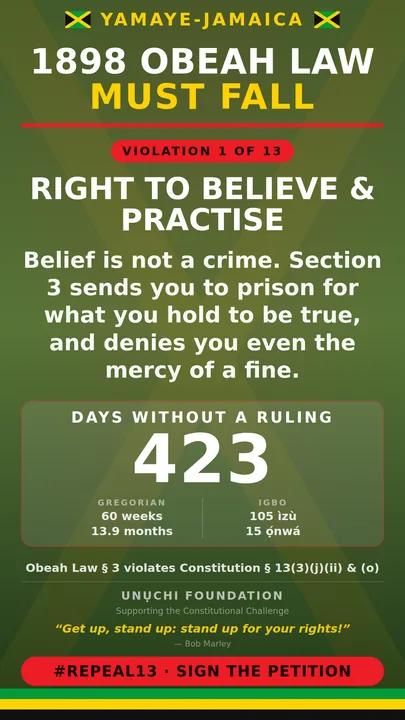 YAMAYE-JAMAICA
1898 OBEAH LAW
MUST FALL
VIOLATION 1 OF 13
RIGHT TO BELIEVE &
PRACTISE
Belief is not a crime. Section
3 sends you to prison for
what you hold to be true,
and denies you even the
mercy of a fine.
DAYS WITHOUT A RULING
423
GREGORIAN
60 weeks
13.9 months
IGBO
105 ìzù
15 ọ́nwá
Obeah Law § 3 violates Constitution § 13(3)(j)(ii) & (o)
UNỤCHI FOUNDATION
Supporting the Constitutional Challenge
“Get up, stand up: stand up for your rights!”
— Bob Marley
#REPEAL13 · SIGN THE PETITION